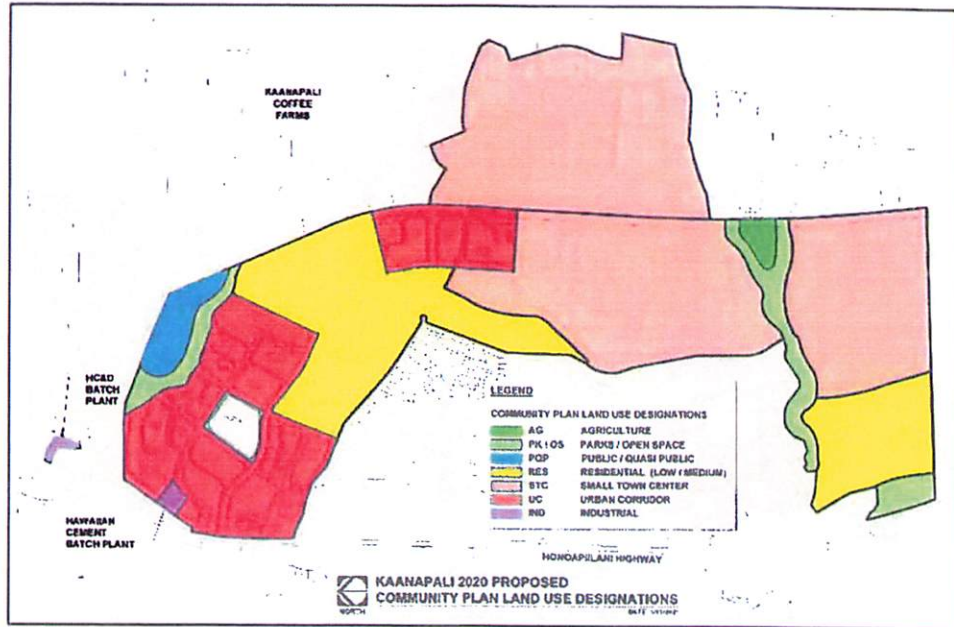 KAANAPALI
COFFEE
FARMS
HC&D
BATCH
PLANT
HAWAIIAN
CEMENT
BATCH PLANT
LEGEND
COMMUNITY PLAN LAND USE DESIGNATIONS
AG AGRICULTURE
PK / OS PARKS / OPEN SPACE
PQP PUBLIC / QUASI PUBLIC
RES RESIDENTIAL (LOW / MEDIUM)
STC SMALL TOWN CENTER
UC URBAN CORRIDOR
IND INDUSTRIAL
HONOAPIILANI HIGHWAY
NORTH
KAANAPALI 2020 PROPOSED
COMMUNITY PLAN LAND USE DESIGNATIONS
DATE